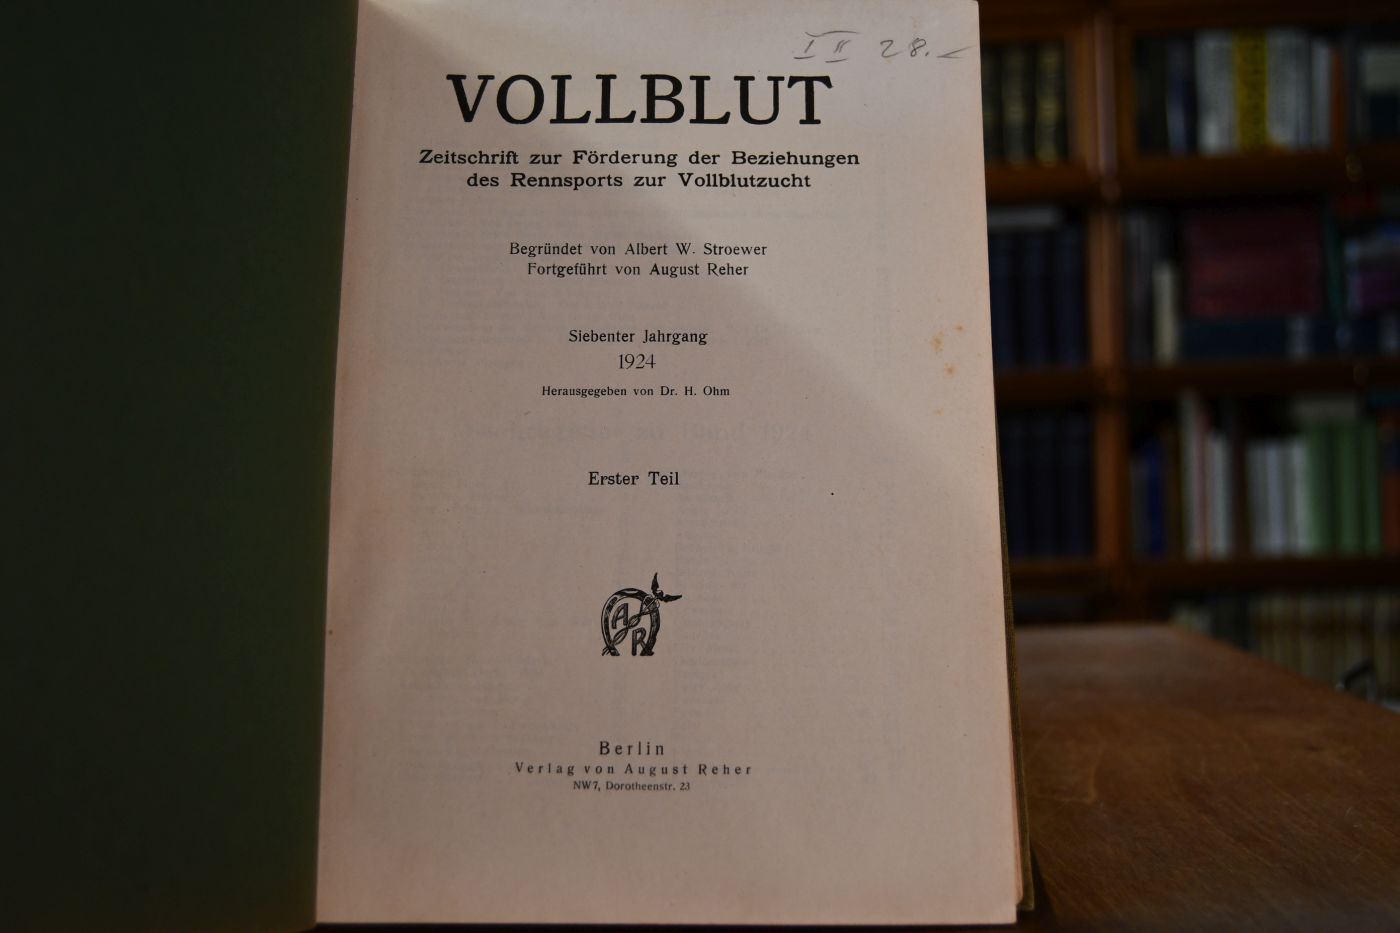 I II 28.-
VOLLBLUT
Zeitschrift zur Förderung der Beziehungen
des Rennsports zur Vollblutzucht
Begründet von Albert W. Stroewer
Fortgeführt von August Reher
Siebenter Jahrgang
1924
Herausgegeben von Dr. H. Ohm
Erster Teil
A
R
Berlin
Verlag von August Reher
NW7, Dorotheenstr. 23